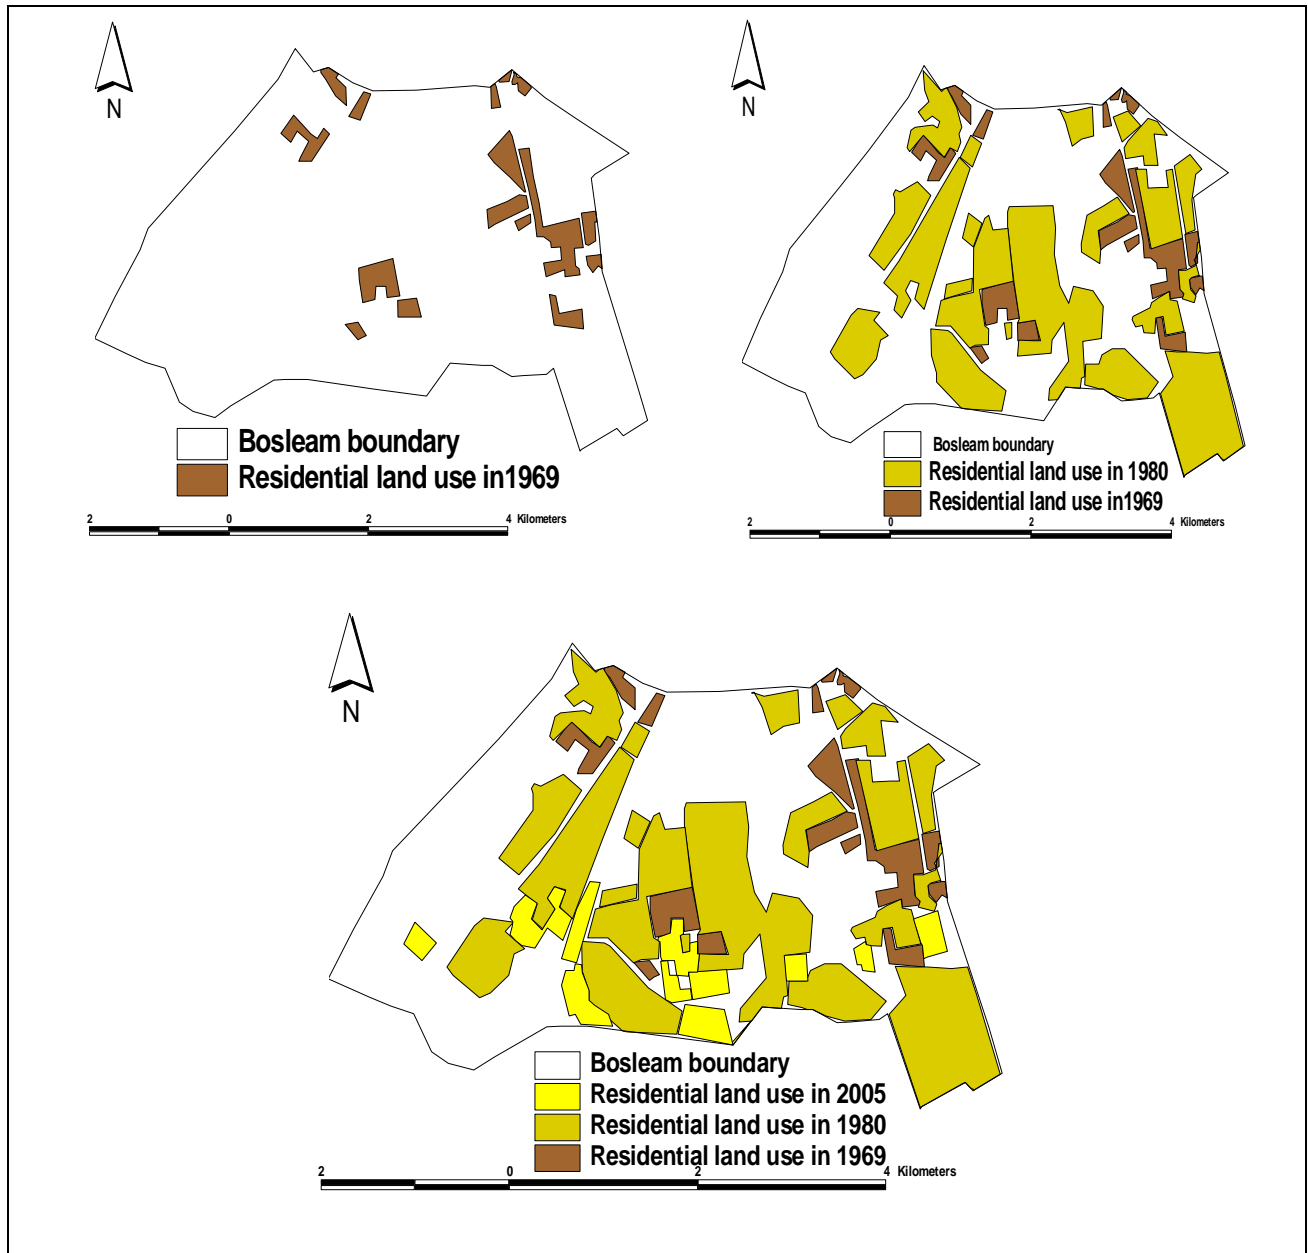 N
Bosleam boundary
Residential land use in1969
2 0 2 4 Kilometers
N
Bosleam boundary
Residential land use in 1980
Residential land use in1969
2 0 2 4 Kilometers
N
Bosleam boundary
Residential land use in 2005
Residential land use in 1980
Residential land use in 1969
2 0 2 4 Kilometers